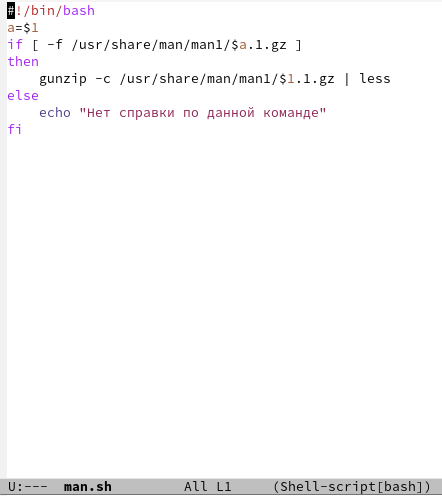 #!/bin/bash
a=$1
if [ -f /usr/share/man/man1/$a.1.gz ]
then
    gunzip -c /usr/share/man/man1/$1.1.gz | less
else
    echo "Нет справки по данной команде"
fi
U:---  man.sh         All L1     (Shell-script[bash])